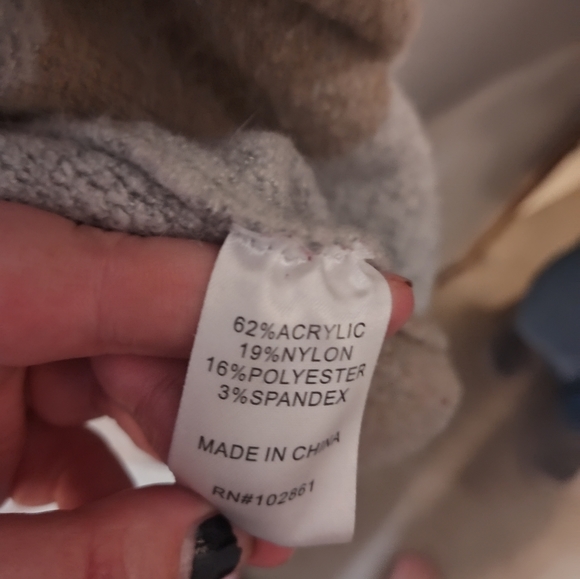 62%ACRYLIC
19%NYLON
16%POLYESTER
3%SPANDEX
MADE IN CHINA
RN#102861